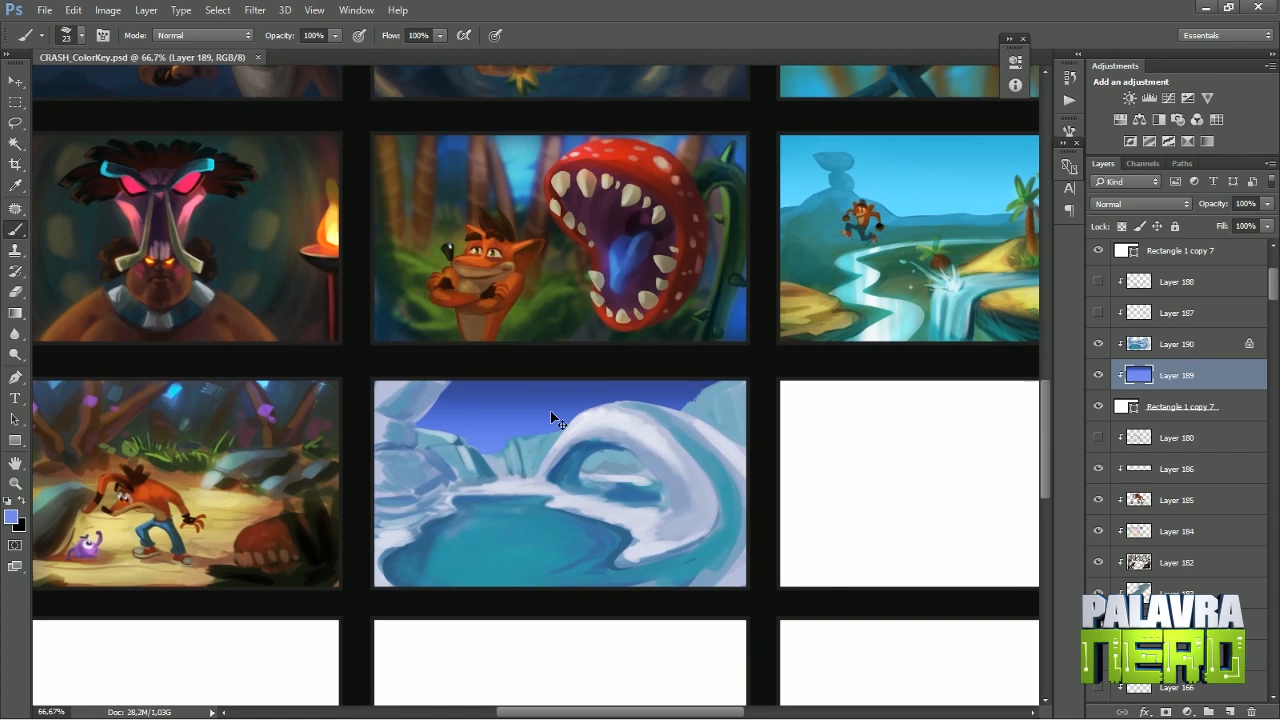 Ps File Edit Image Layer Type Select Filter 3D View Window Help
23 Mode: Normal Opacity: 100% Flow: 100% Essentials
CRASH_ColorKey.psd @ 66,7% (Layer 189, RGB/8) ×
Adjustments
Add an adjustment
Layers Channels Paths
Kind
Normal Opacity: 100%
Lock: Fill: 100%
Rectangle 1 copy 7
Layer 188
Layer 187
Layer 190
Layer 189
Rectangle 1 copy 7
Layer 180
Layer 186
Layer 185
Layer 184
Layer 182
PALAVRA
NERD
Layer 166
66,67% Doc: 28,2M/1,03G